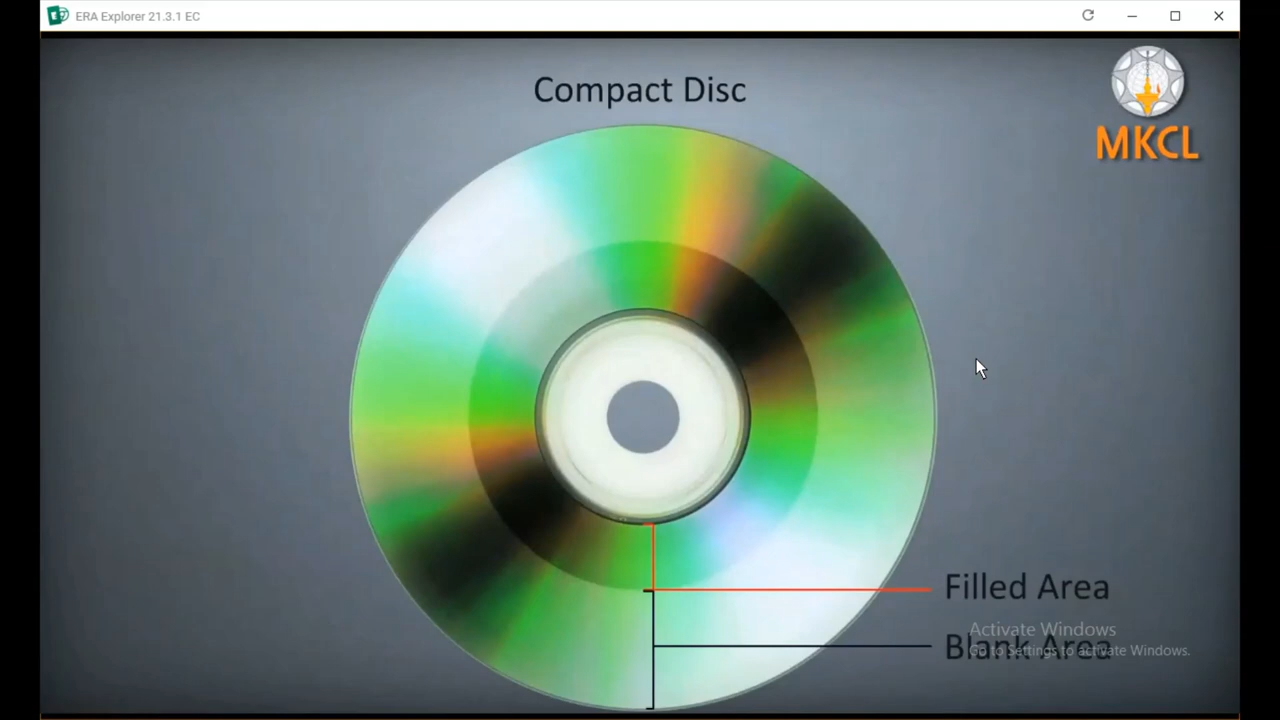 ERA Explorer 21.3.1 EC
Compact Disc
MKCL
Filled Area
Activate Windows
Blank Area
Go to Settings to activate Windows.